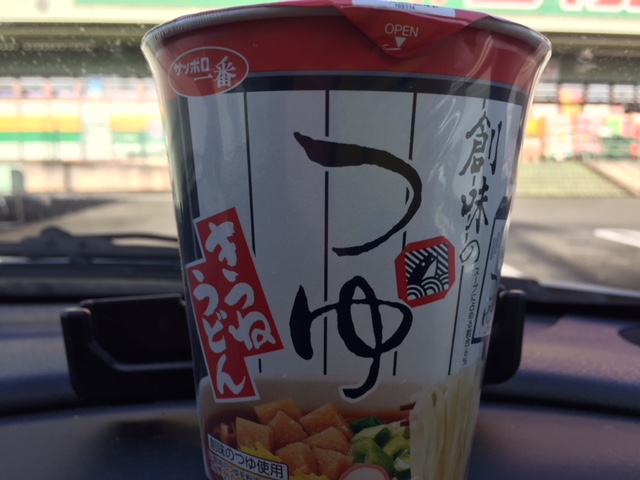 OPEN
サッポロ
一番
創味の
つゆ
きつね
うどん
創味のつゆ使用